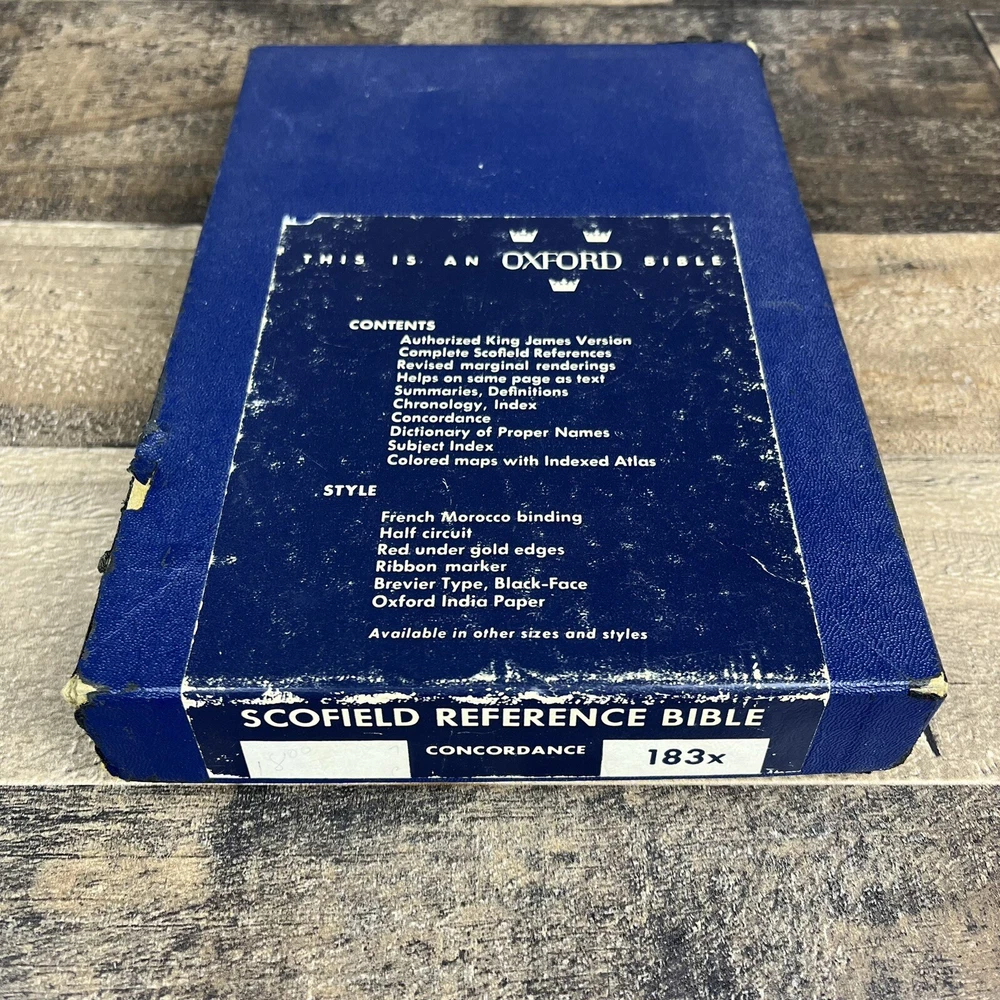 THIS IS AN OXFORD BIBLE
CONTENTS
Authorized King James Version
Complete Scofield References
Revised marginal renderings
Helps on same page as text
Summaries, Definitions
Chronology, Index
Concordance
Dictionary of Proper Names
Subject Index
Colored maps with Indexed Atlas
STYLE
French Morocco binding
Half circuit
Red under gold edges
Ribbon marker
Brevier Type, Black-Face
Oxford India Paper
Available in other sizes and styles
SCOFIELD REFERENCE BIBLE
CONCORDANCE
183x